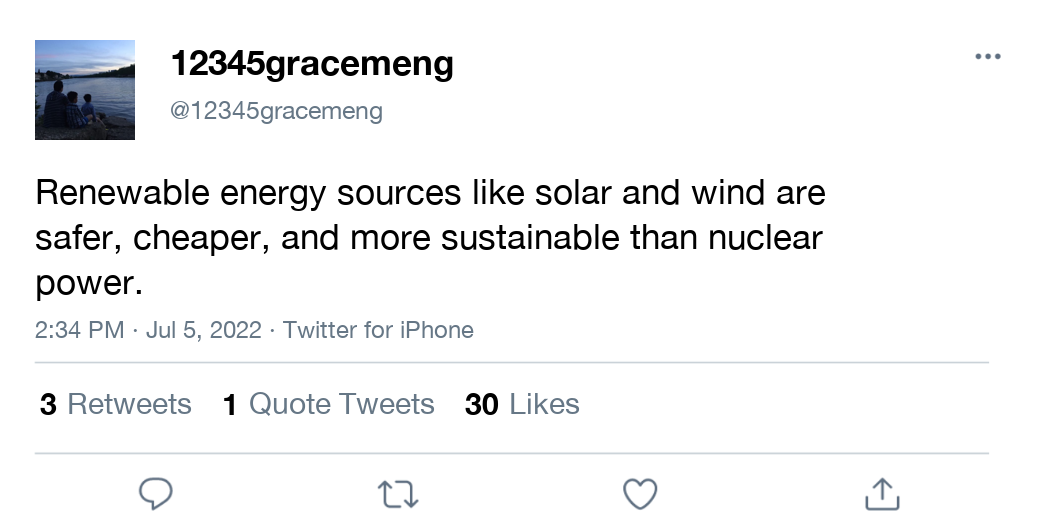 12345gracemeng
@12345gracemeng
Renewable energy sources like solar and wind are
safer, cheaper, and more sustainable than nuclear
power.
2:34 PM · Jul 5, 2022 · Twitter for iPhone
3 Retweets 1 Quote Tweets 30 Likes